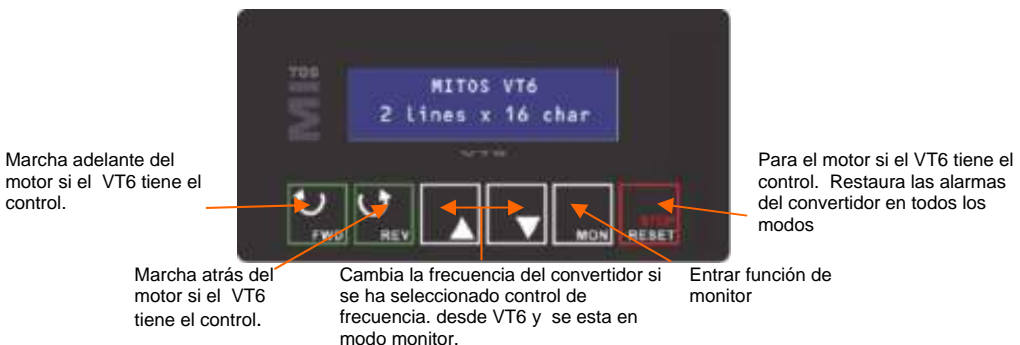 MITOS
MITOS VT6
2 lines x 16 char
Marcha adelante del
motor si el VT6 tiene el
control.
Para el motor si el VT6 tiene el
control. Restaura las alarmas
del convertidor en todos los
modos
FWD
REV
MON
STOP
RESET
Marcha atrás del
motor si el VT6
tiene el control.
Cambia la frecuencia del convertidor si
se ha seleccionado control de
frecuencia. desde VT6 y se esta en
modo monitor.
Entrar función de
monitor